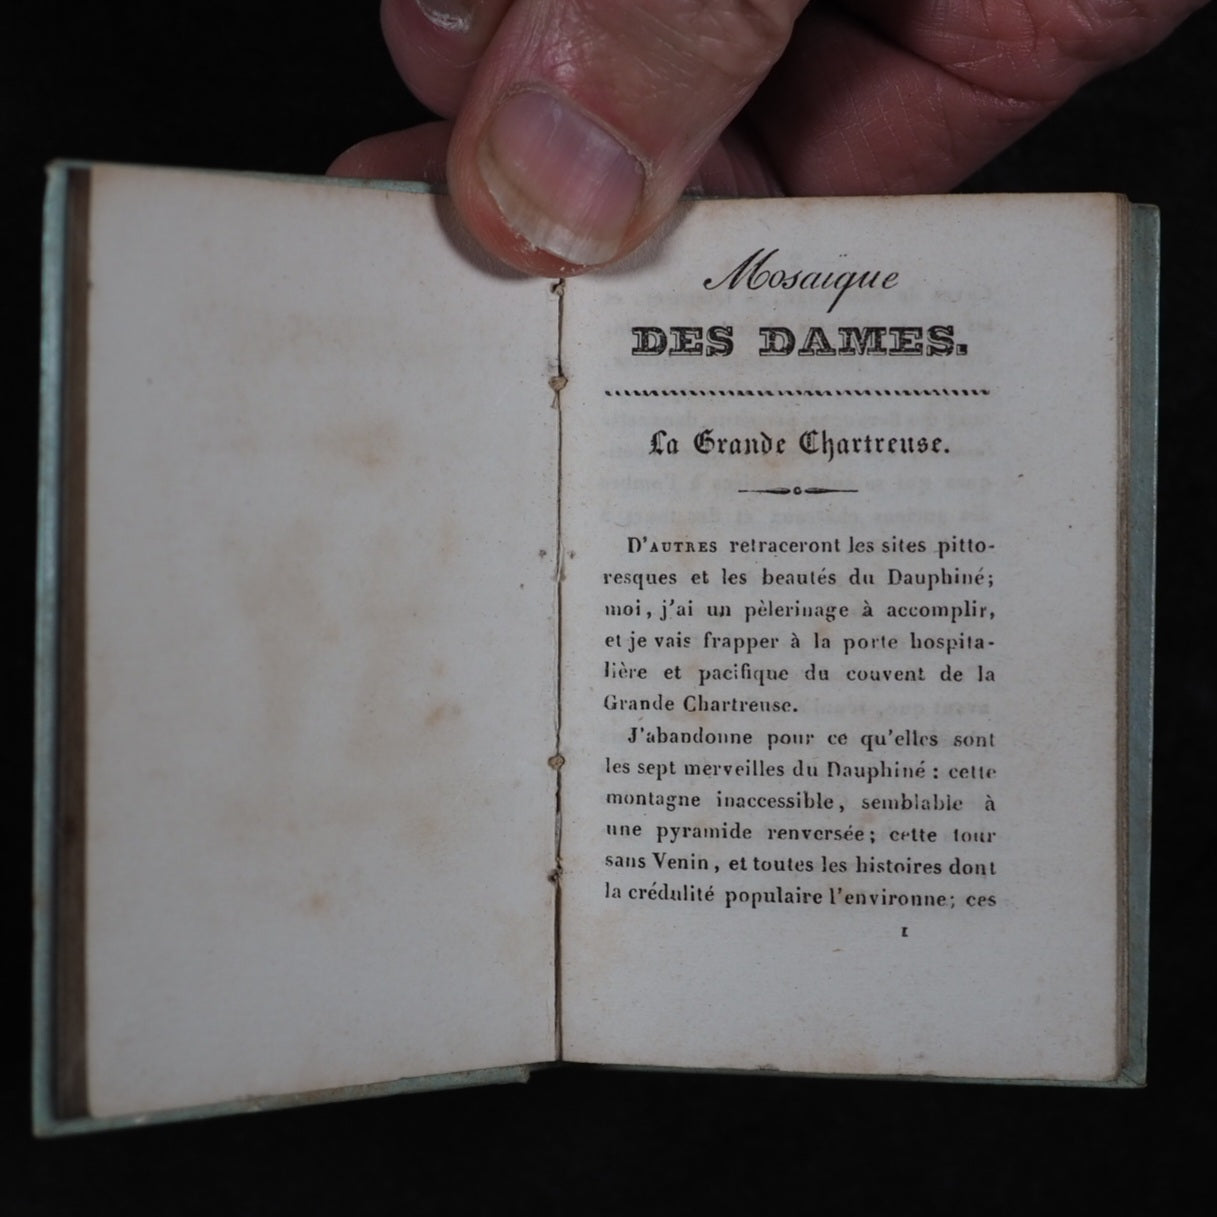 Mosaïque
DES DAMES.
La Grande Chartreuse.
D'AUTRES retraceront les sites pitto-
resques et les beautés du Dauphiné;
moi, j'ai un pèlerinage à accomplir,
et je vais frapper à la porte hospita-
lière et pacifique du couvent de la
Grande Chartreuse.
J'abandonne pour ce qu'elles sont
les sept merveilles du Dauphiné : cette
montagne inaccessible, semblable à
une pyramide renversée; cette tour
sans Venin, et toutes les histoires dont
la crédulité populaire l'environne; ces
1